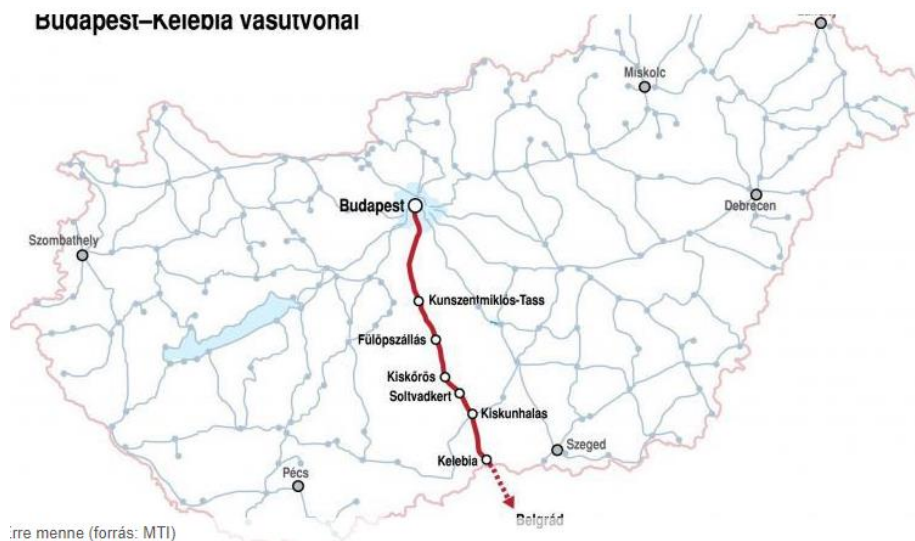 Budapest–Kelebia vasútvonal
Miskolc
Budapest
Debrecen
Szombathely
Kunszentmiklós-Tass
Fülöpszállás
Kiskőrös
Soltvadkert
Kiskunhalas
Szeged
Kelebia
Pécs
Belgrád
rre menne (forrás: MTI)